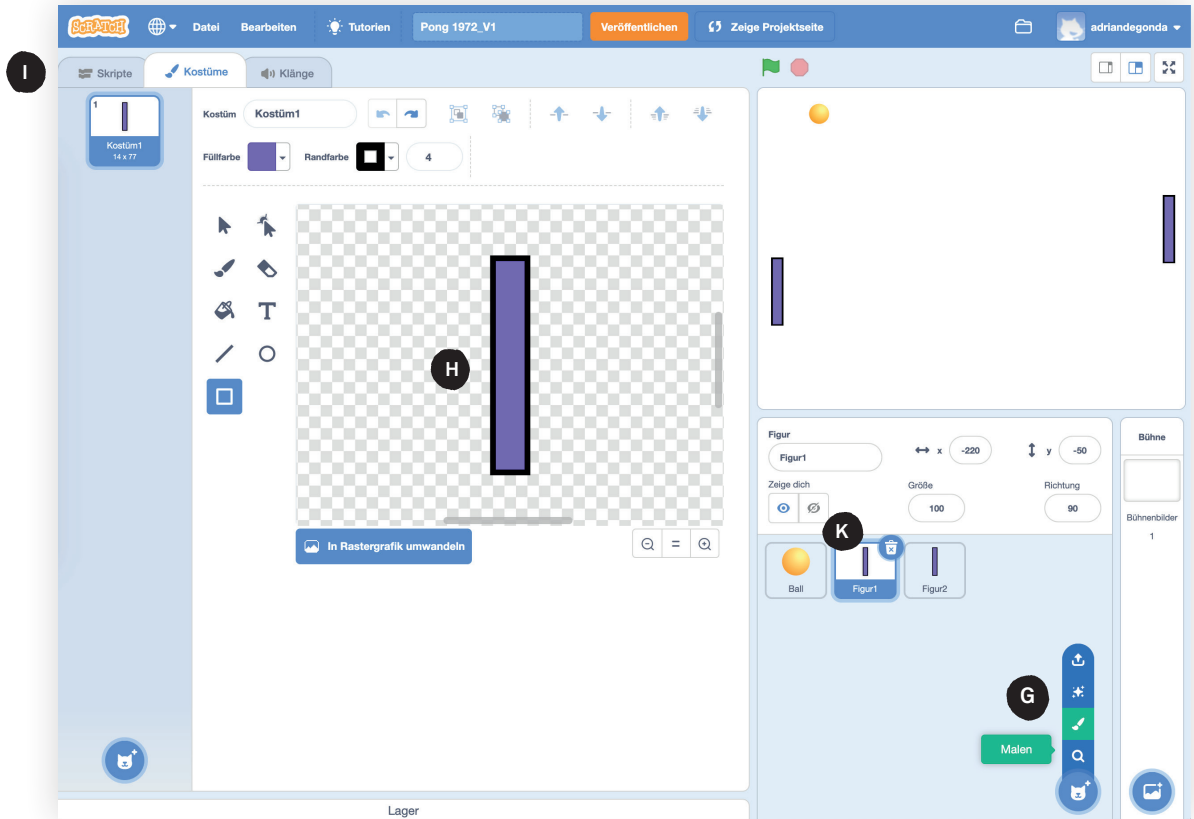 SCRATCH Datei Bearbeiten Tutorien Pong 1972_V1 Veröffentlichen Zeige Projektseite adriandegonda
I
Skripte Kostüme Klänge
1
Kostüm1
14 x 77
Kostüm Kostüm1
Füllfarbe Randfarbe 4
T
H
In Rastergrafik umwandeln
=
Lager
Figur
Figur1 x -220 y -50
Zeige dich Größe Richtung
100 90
K
Ball Figur1 Figur2
G
Malen
Bühne
Bühnenbilder
1